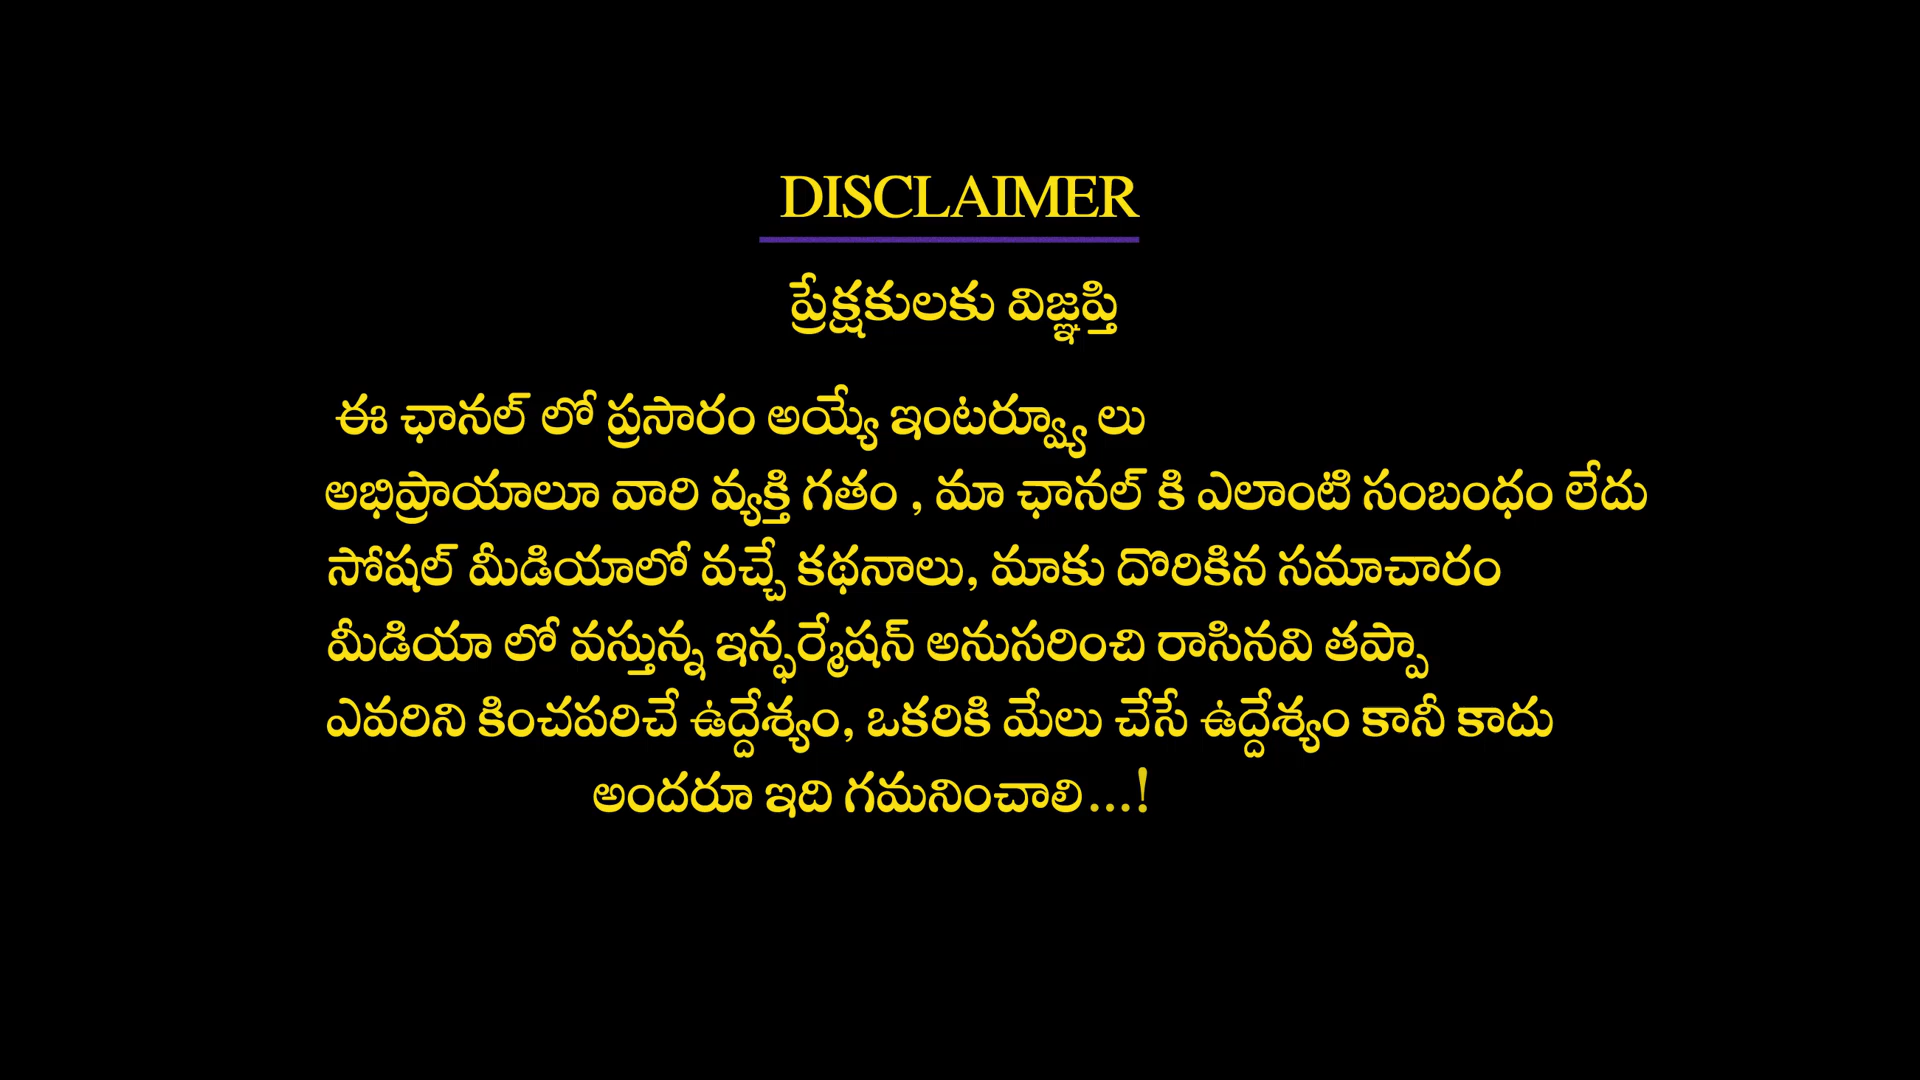 DISCLAIMER
ప్రేక్షకులకు విజ్ఞప్తి
ఈ ఛానల్ లో ప్రసారం అయ్యే ఇంటర్వ్యూ లు
అభిప్రాయాలూ వారి వ్యక్తి గతం , మా ఛానల్ కి ఎలాంటి సంబంధం లేదు
సోషల్ మీడియాలో వచ్చే కథనాలు, మాకు దొరికిన సమాచారం
మీడియా లో వస్తున్న ఇన్ఫర్మేషన్ అనుసరించి రాసినవి తప్పా
ఎవరిని కించపరిచే ఉద్దేశ్యం, ఒకరికి మేలు చేసే ఉద్దేశ్యం కానీ కాదు
అందరూ ఇది గమనించాలి...!